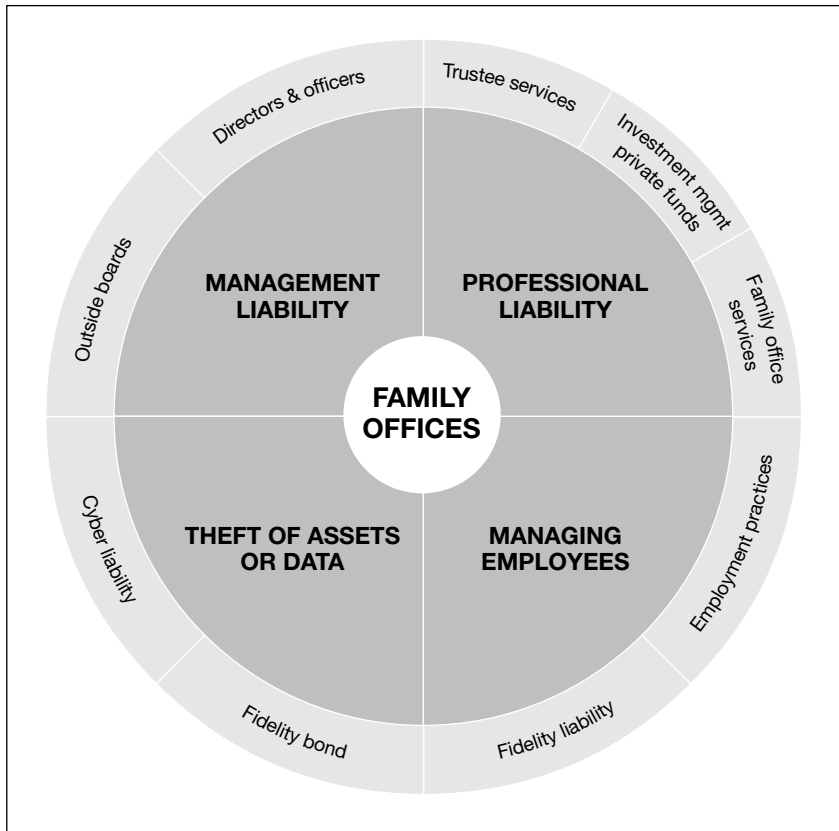 Directors & officers
Trustee services
Investment mgmt
private funds
Outside boards
MANAGEMENT
LIABILITY
PROFESSIONAL
LIABILITY
Family office
services
FAMILY
OFFICES
Cyber liability
THEFT OF ASSETS
OR DATA
MANAGING
EMPLOYEES
Employment practices
Fidelity bond
Fidelity liability